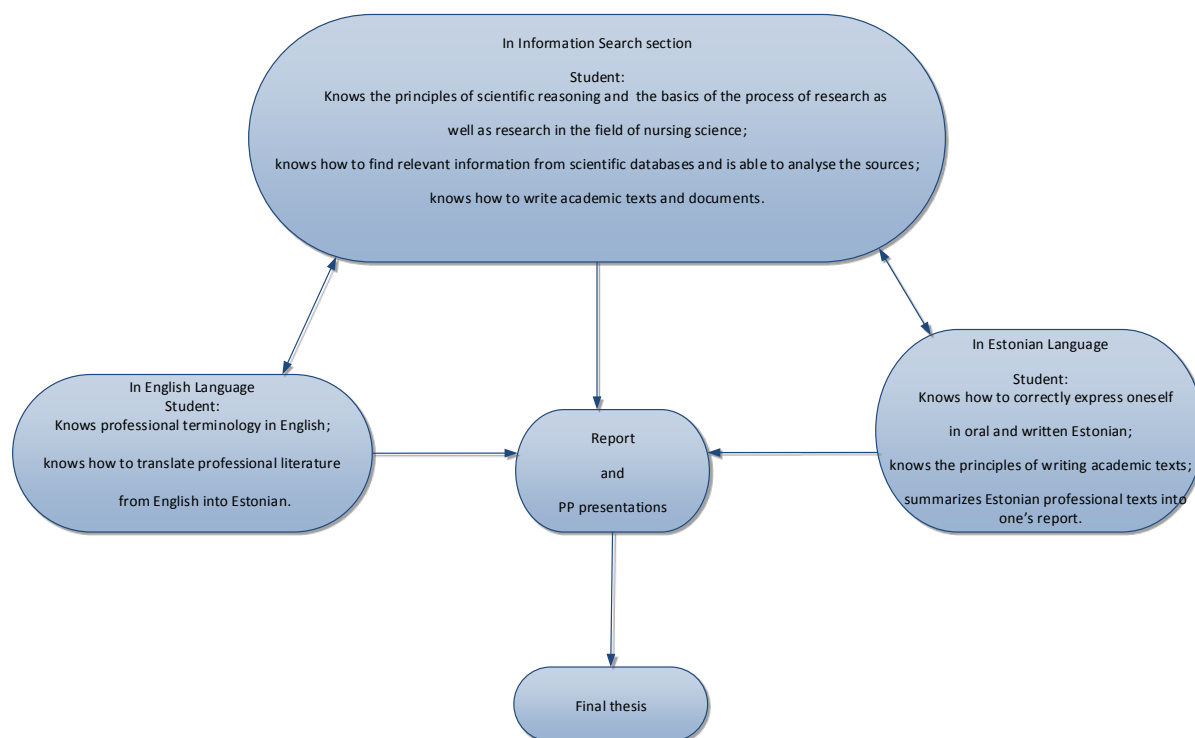 In Information Search section
Student:
Knows the principles of scientific reasoning and the basics of the process of research as
well as research in the field of nursing science;
knows how to find relevant information from scientific databases and is able to analyse the sources;
knows how to write academic texts and documents.
In English Language
Student:
Knows professional terminology in English;
knows how to translate professional literature
from English into Estonian.
Report
and
PP presentations
In Estonian Language
Student:
Knows how to correctly express oneself
in oral and written Estonian;
knows the principles of writing academic texts;
summarizes Estonian professional texts into
one's report.
Final thesis